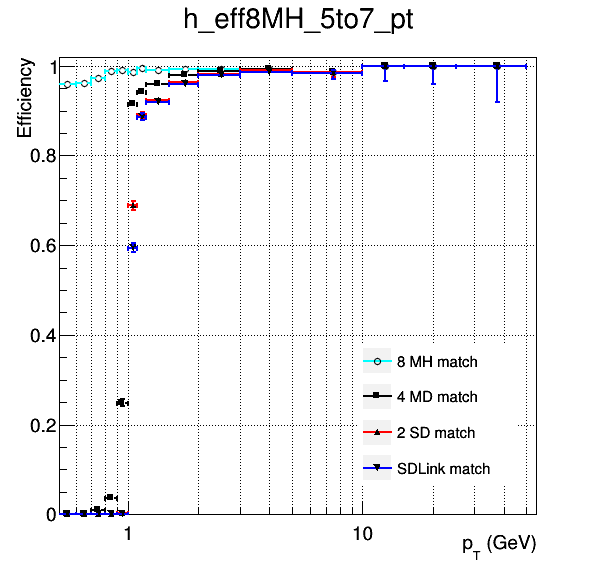 h_eff8MH_5to7_pt
Efficiency
1
0.8
0.6
0.4
0.2
0
8 MH match
4 MD match
2 SD match
SDLink match
1
10
p_T (GeV)